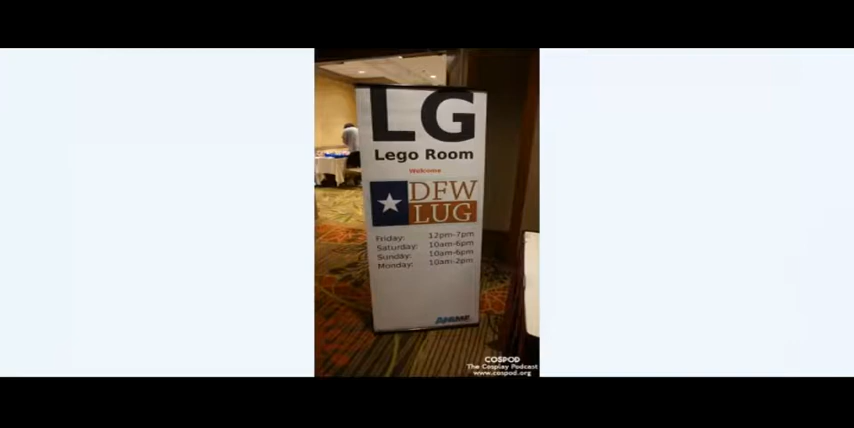 LG
Lego Room
Welcome
DFW
LUG
Friday: 12pm-7pm
Saturday: 10am-6pm
Sunday: 10am-6pm
Monday: 10am-2pm
COSPOD
The Cosplay Podcast
www.cospod.org